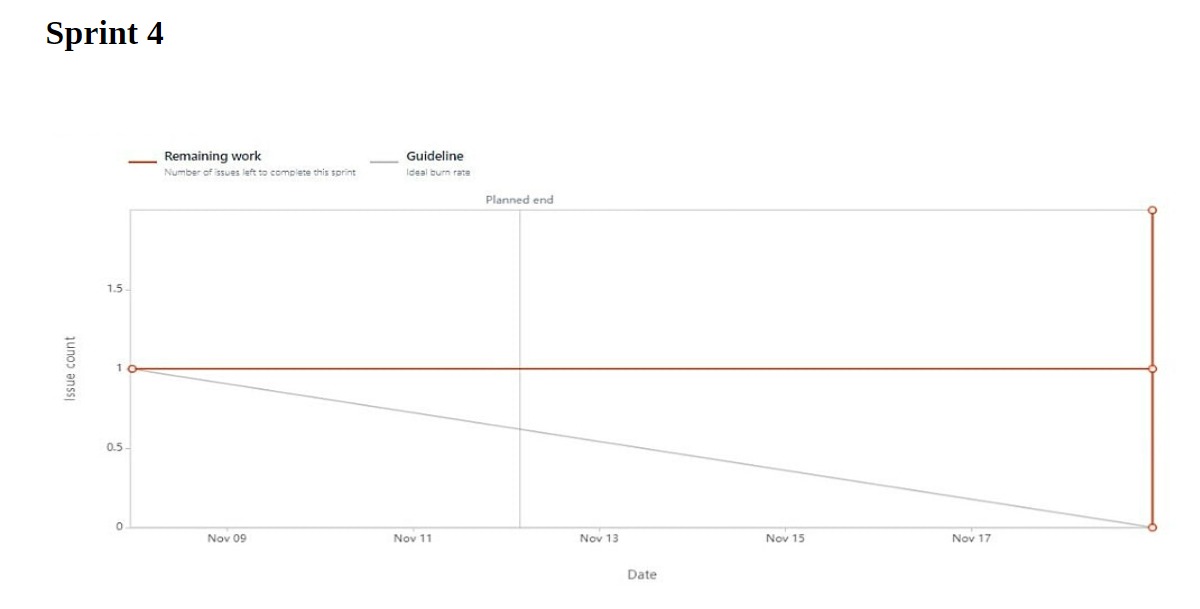 Sprint 4
Remaining work
Number of issues left to complete this sprint
Guideline
Ideal burn rate
Planned end
1.5
1
0.5
0
Issue count
Nov 09
Nov 11
Nov 13
Nov 15
Nov 17
Date